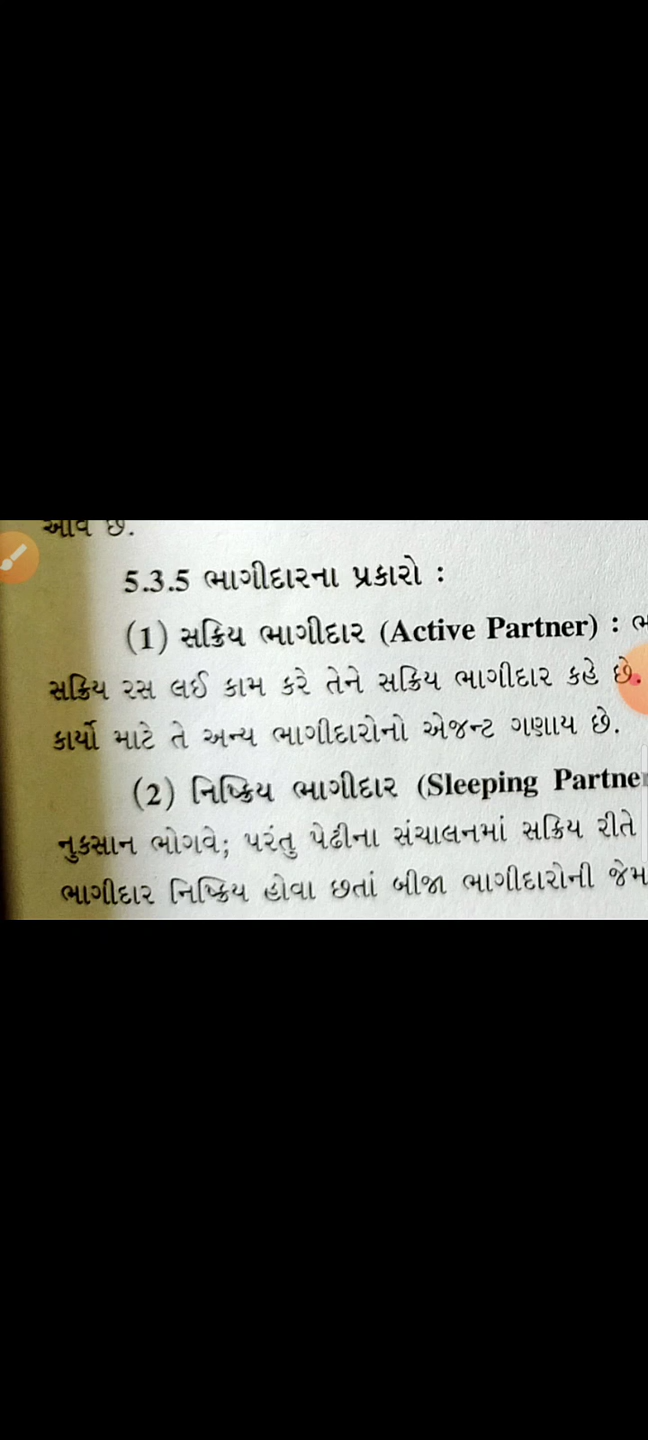 આવે છે.
5.3.5 ભાગીદારના પ્રકારો :
(1) સક્રિય ભાગીદાર (Active Partner) :
સક્રિય રસ લઈ કામ કરે તેને સક્રિય ભાગીદાર કહે છે.
કાર્યો માટે તે અન્ય ભાગીદારોનો એજન્ટ ગણાય છે.
(2) નિષ્ક્રિય ભાગીદાર (Sleeping Partner
નુકસાન ભોગવે; પરંતુ પેઢીના સંચાલનમાં સક્રિય રીતે
ભાગીદાર નિષ્ક્રિય હોવા છતાં બીજા ભાગીદારોની જેમ